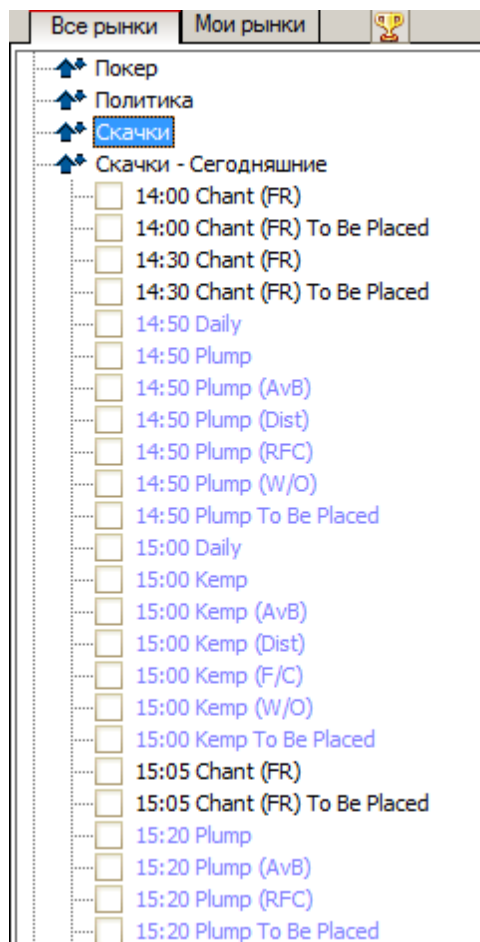 Все рынки Мои рынки
Покер
Политика
Скачки
Скачки - Сегодняшние
14:00 Chant (FR)
14:00 Chant (FR) To Be Placed
14:30 Chant (FR)
14:30 Chant (FR) To Be Placed
14:50 Daily
14:50 Plump
14:50 Plump (AvB)
14:50 Plump (Dist)
14:50 Plump (RFC)
14:50 Plump (W/O)
14:50 Plump To Be Placed
15:00 Daily
15:00 Kemp
15:00 Kemp (AvB)
15:00 Kemp (Dist)
15:00 Kemp (F/C)
15:00 Kemp (W/O)
15:00 Kemp To Be Placed
15:05 Chant (FR)
15:05 Chant (FR) To Be Placed
15:20 Plump
15:20 Plump (AvB)
15:20 Plump (RFC)
15:20 Plump To Be Placed